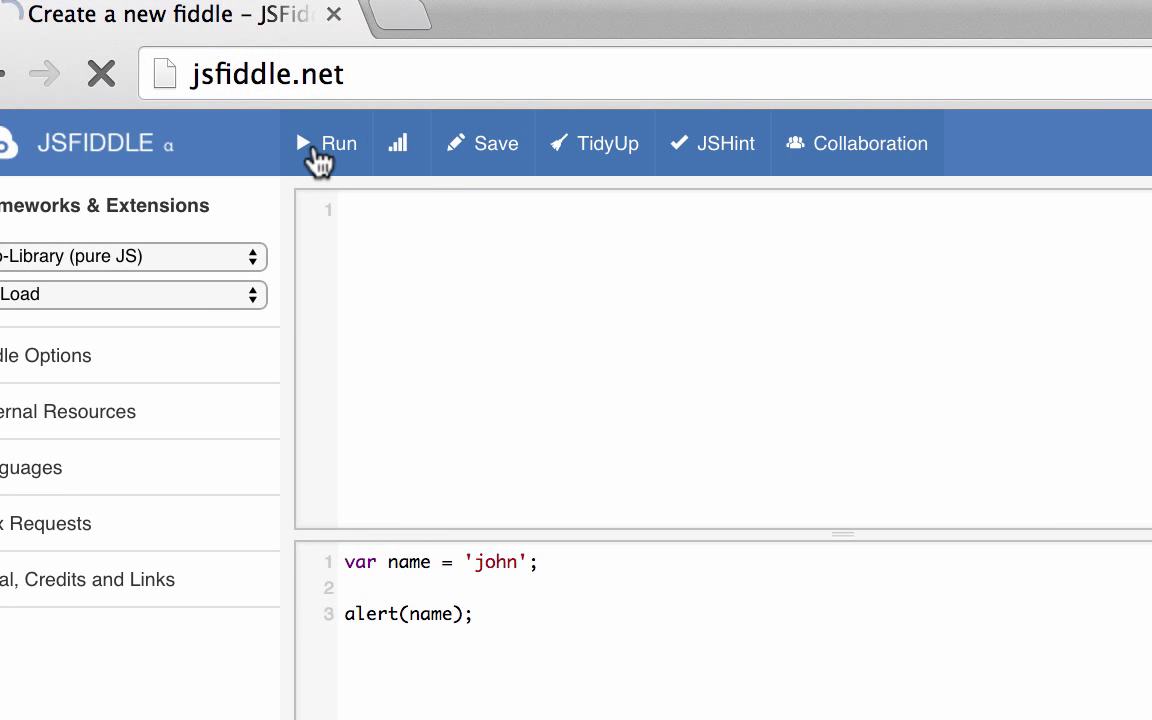 Create a new fiddle – JSFid
jsfiddle.net
JSFIDDLE α
Run
Save
TidyUp
JSHint
Collaboration
meworks & Extensions
o-Library (pure JS)
Load
dle Options
ernal Resources
guages
x Requests
al, Credits and Links
1
1 var name = 'john';
2
3 alert(name);